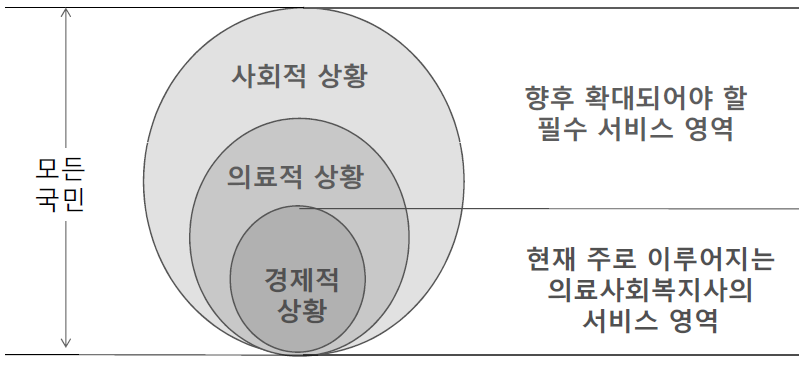 사회적 상황
향후 확대되어야 할
필수 서비스 영역
모든
국민
의료적 상황
현재 주로 이루어지는
의료사회복지사의
서비스 영역
경제적
상황